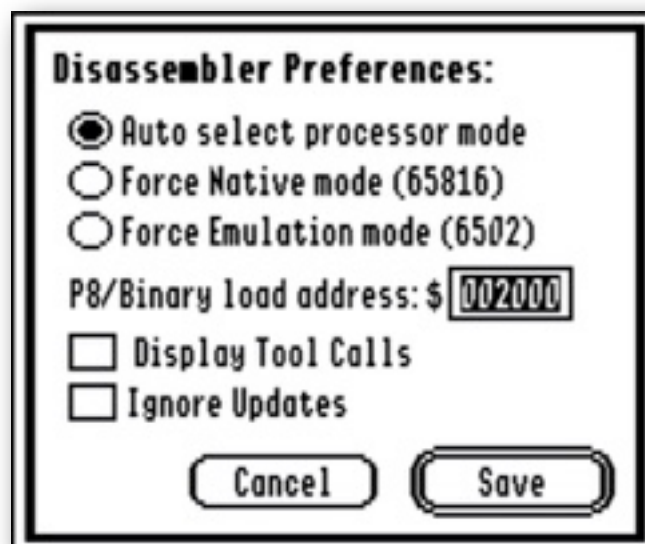 Disassembler Preferences:
Auto select processor mode
Force Native mode (65816)
Force Emulation mode (6502)
P8/Binary load address: $ 002000
Display Tool Calls
Ignore Updates
Cancel Save